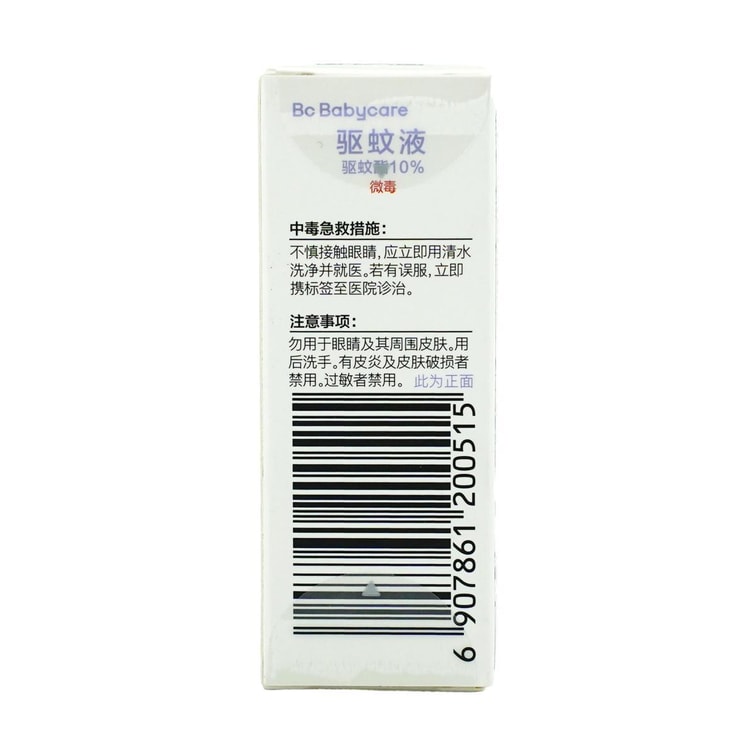 Bc Babycare
驱蚊液
驱蚊酯10%
微毒
中毒急救措施：
不慎接触眼睛，应立即用清水
洗净并就医。若有误服，立即
携标签至医院诊治。
注意事项：
勿用于眼睛及其周围皮肤。用
后洗手。有皮炎及皮肤破损者
禁用。过敏者禁用。 此为正面
6 907861 200515